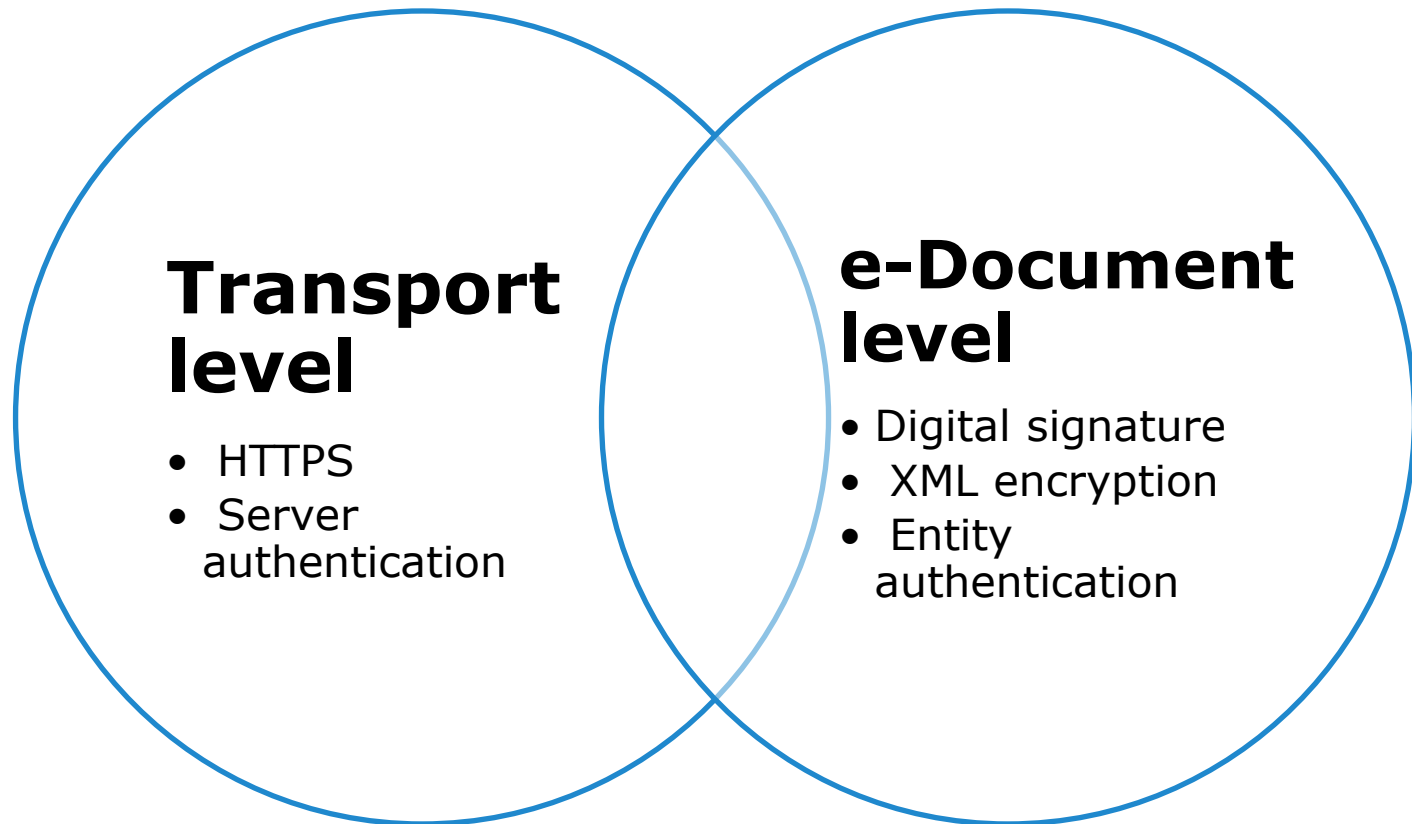 Transport
level
• HTTPS
• Server
authentication
e-Document
level
• Digital signature
• XML encryption
• Entity
authentication